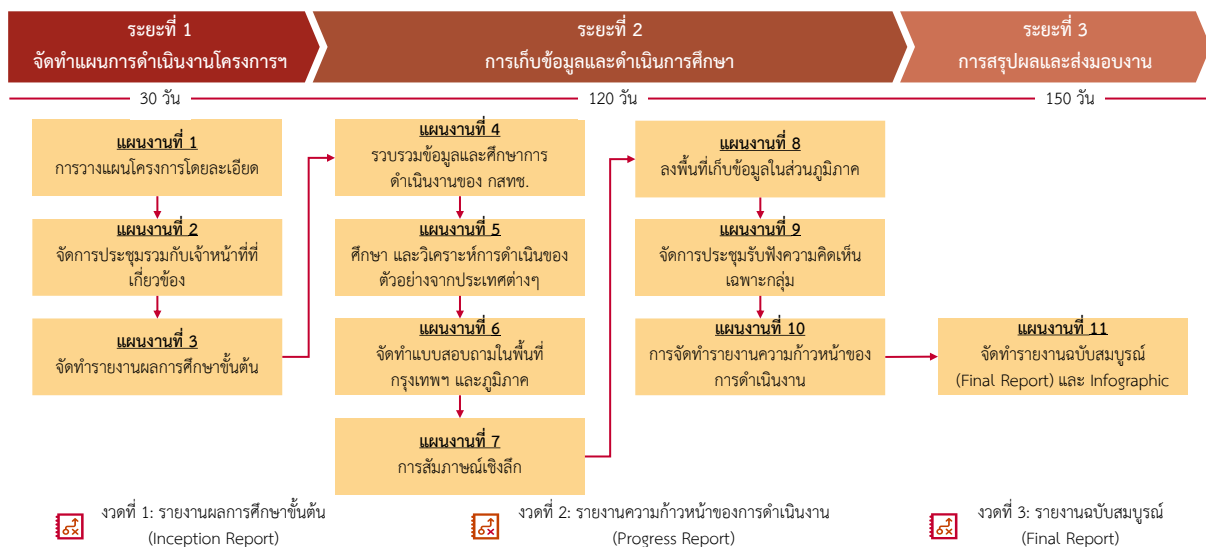 ระยะที่ 1
จัดทำแผนการดำเนินงานโครงการฯ
ระยะที่ 2
การเก็บข้อมูลและดำเนินการศึกษา
ระยะที่ 3
การสรุปผลและส่งมอบงาน
30 วัน
120 วัน
150 วัน
แผนงานที่ 1
การวางแผนโครงการโดยละเอียด
แผนงานที่ 2
จัดการประชุมรวมกับเจ้าหน้าที่ที่
เกี่ยวข้อง
แผนงานที่ 3
จัดทำรายงานผลการศึกษาขั้นต้น
แผนงานที่ 4
รวบรวมข้อมูลและศึกษาการ
ดำเนินงานของ กสทช.
แผนงานที่ 5
ศึกษา และวิเคราะห์การดำเนินของ
ตัวอย่างจากประเทศต่างๆ
แผนงานที่ 6
จัดทำแบบสอบถามในพื้นที่
กรุงเทพฯ และภูมิภาค
แผนงานที่ 7
การสัมภาษณ์เชิงลึก
แผนงานที่ 8
ลงพื้นที่เก็บข้อมูลในส่วนภูมิภาค
แผนงานที่ 9
จัดการประชุมรับฟังความคิดเห็น
เฉพาะกลุ่ม
แผนงานที่ 10
การจัดทำรายงานความก้าวหน้าของ
การดำเนินงาน
แผนงานที่ 11
จัดทำรายงานฉบับสมบูรณ์
(Final Report) และ Infographic
งวดที่ 1: รายงานผลการศึกษาขั้นต้น
(Inception Report)
งวดที่ 2: รายงานความก้าวหน้าของการดำเนินงาน
(Progress Report)
งวดที่ 3: รายงานฉบับสมบูรณ์
(Final Report)